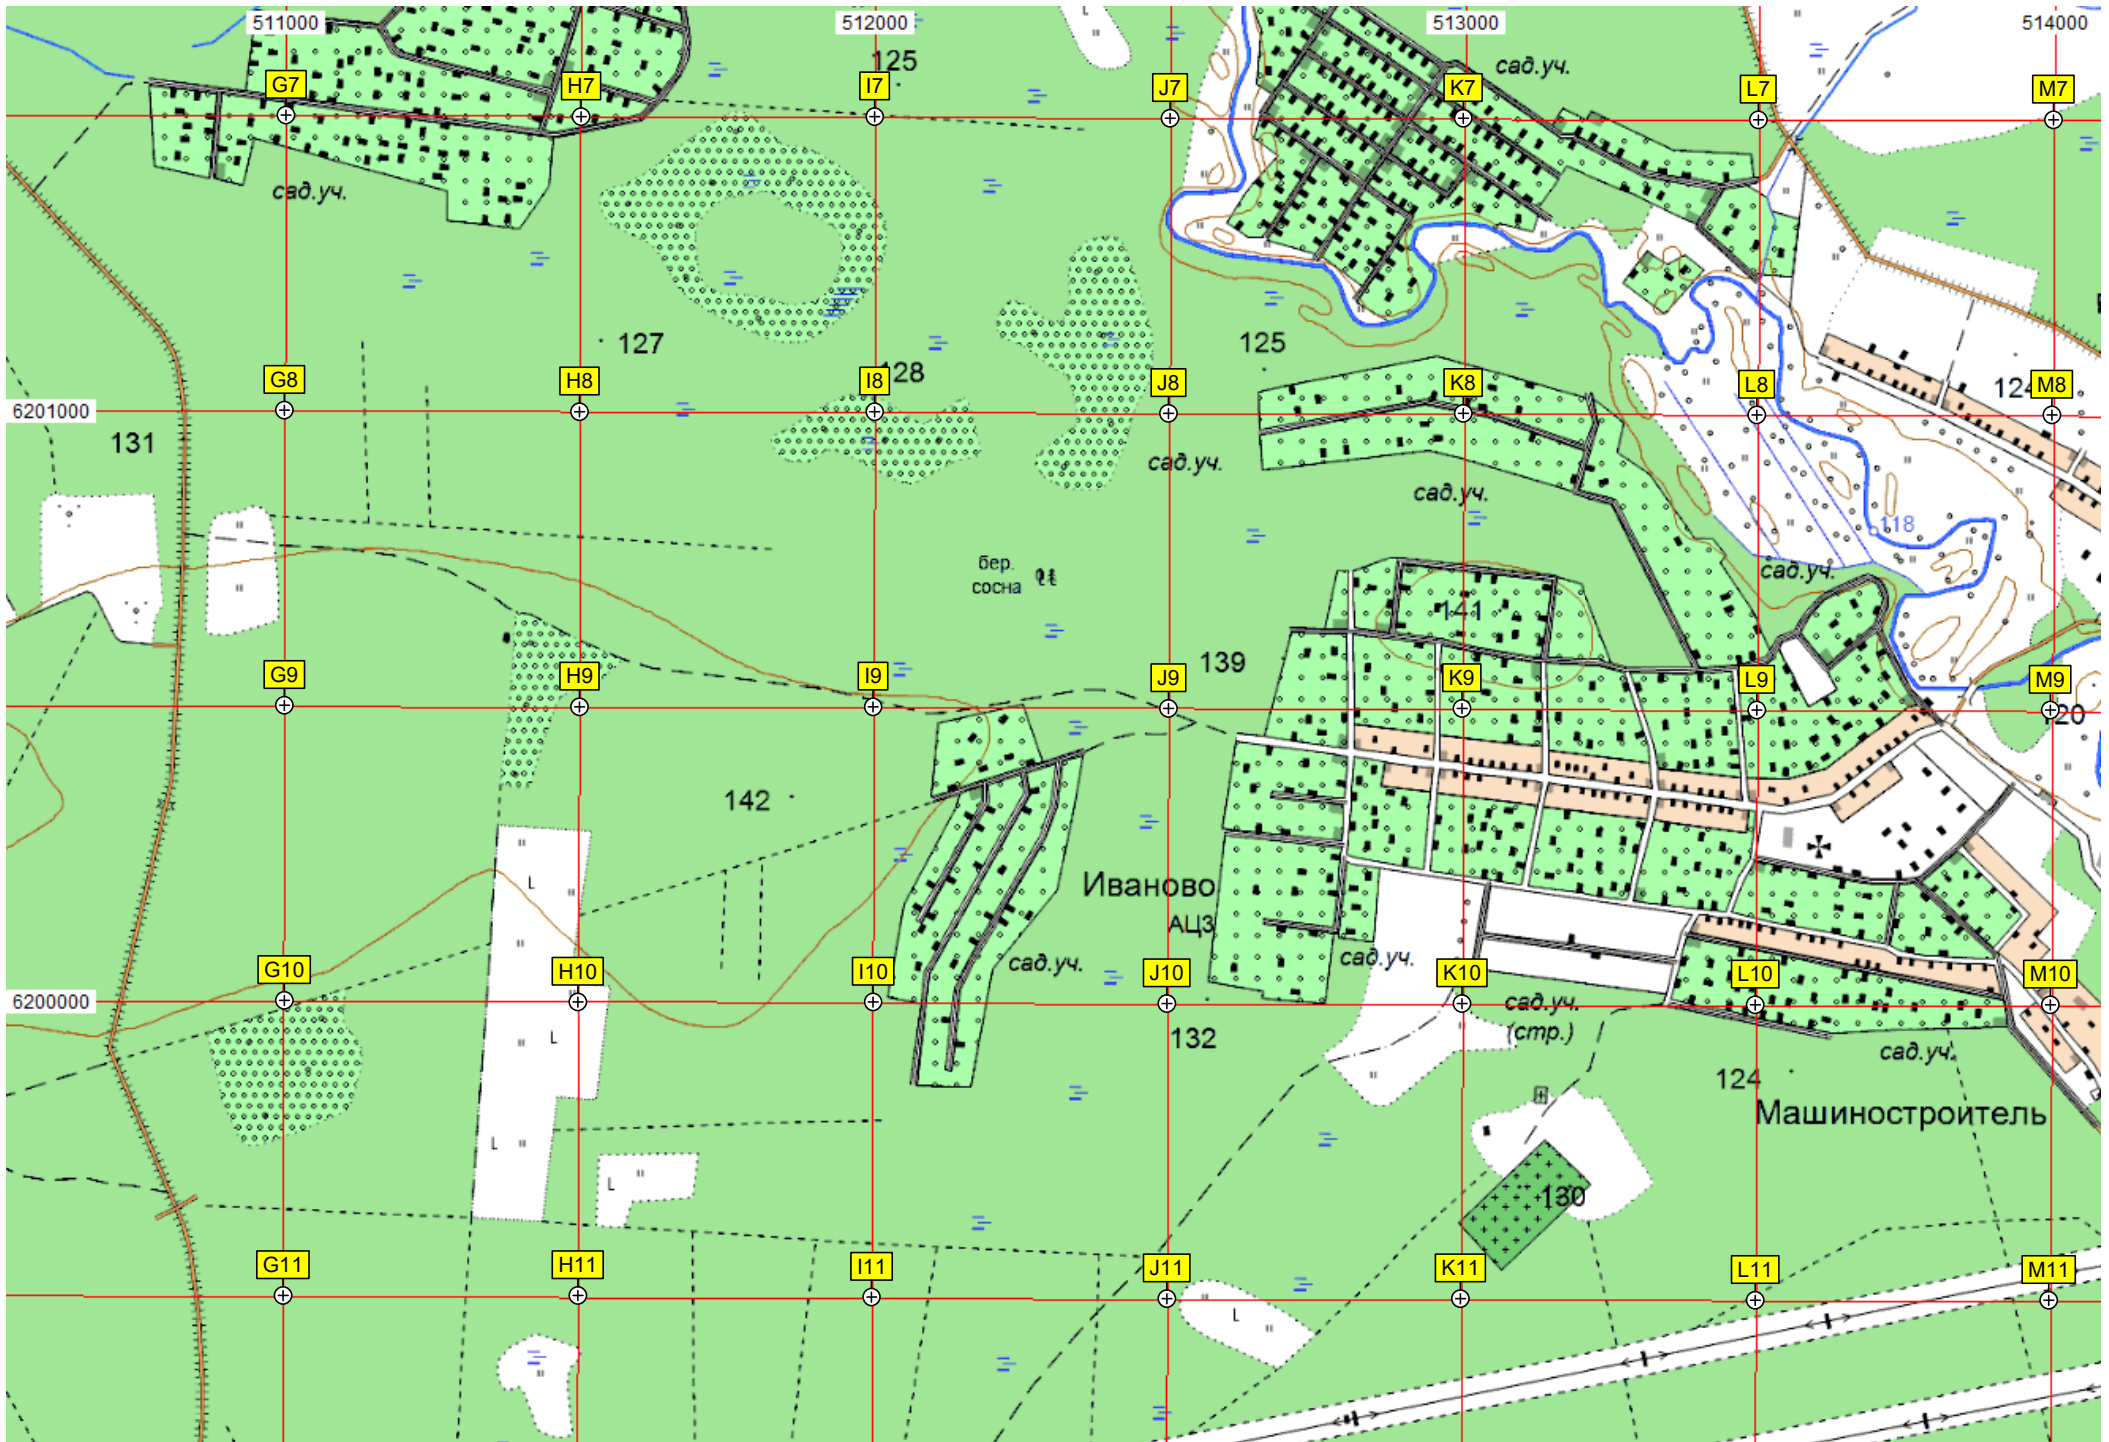 511000
512000
513000
514000
125
сад.уч.
G7
H7
I7
J7
K7
L7
M7
сад.уч.
127
125
128
124
G8
H8
I8
J8
K8
L8
M8
6201000
131
сад.уч.
сад.уч.
118
бер.
сосна
сад.уч.
141
139
G9
H9
I9
J9
K9
L9
M9
120
142
Иваново
АЦЗ
сад.уч.
сад.уч.
G10
H10
I10
J10
K10
L10
M10
6200000
сад.уч.
(стр.)
132
сад.уч.
124
Машиностроитель
130
G11
H11
I11
J11
K11
L11
M11